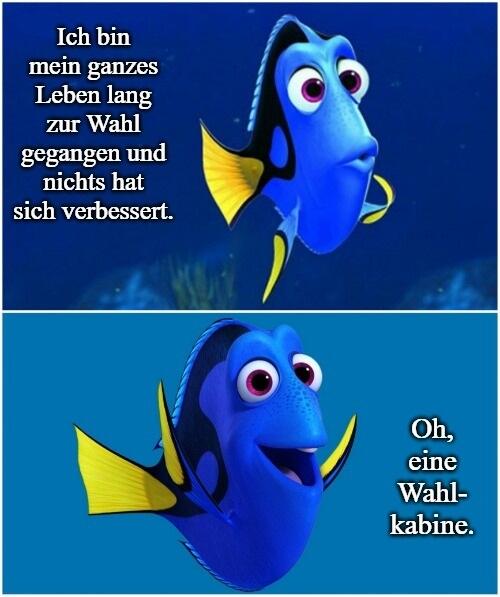 Ich bin
mein ganzes
Leben lang
zur Wahl
gegangen und
nichts hat
sich verbessert.
Oh,
eine
Wahl-
kabine.